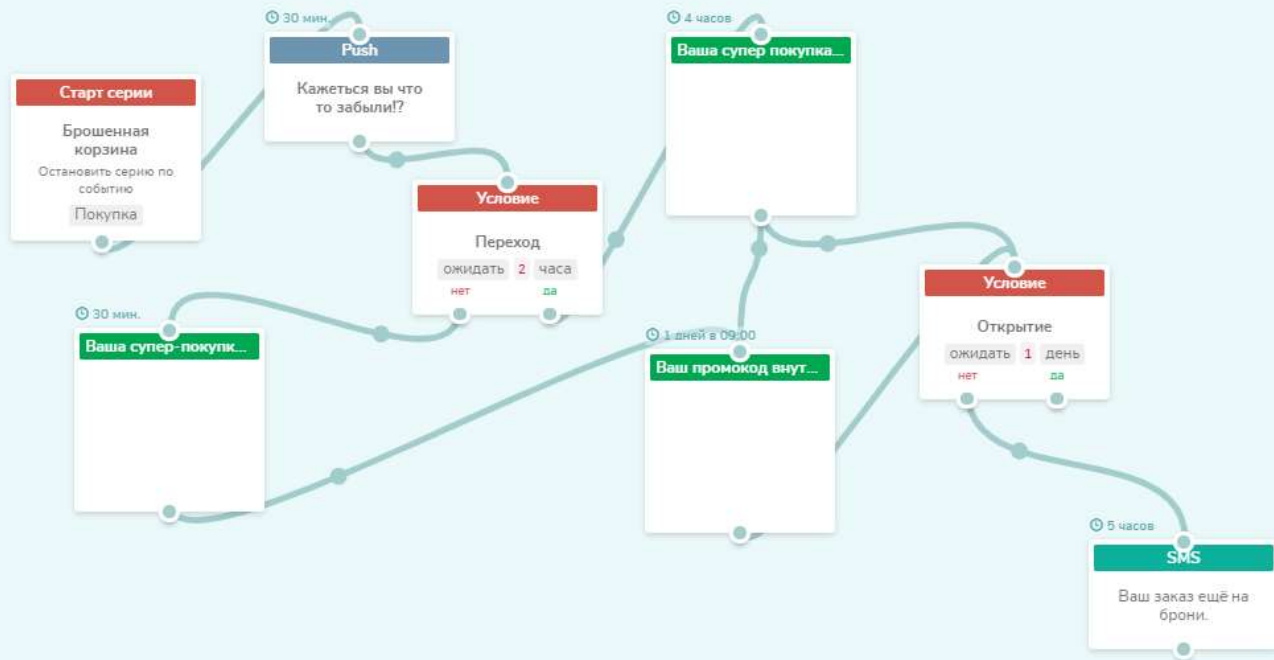 Старт серии
Брошенная
корзина
Остановить серию по
событию
Покупка
30 мин.
Push
Кажеться вы что
то забыли!?
Условие
Переход
ожидать 2 часа
нет да
30 мин.
Ваша супер-покупк...
4 часов
Ваша супер покупка...
1 дней в 09:00
Ваш промокод внут...
Условие
Открытие
ожидать 1 день
нет да
5 часов
SMS
Ваш заказ ещё на
брони.